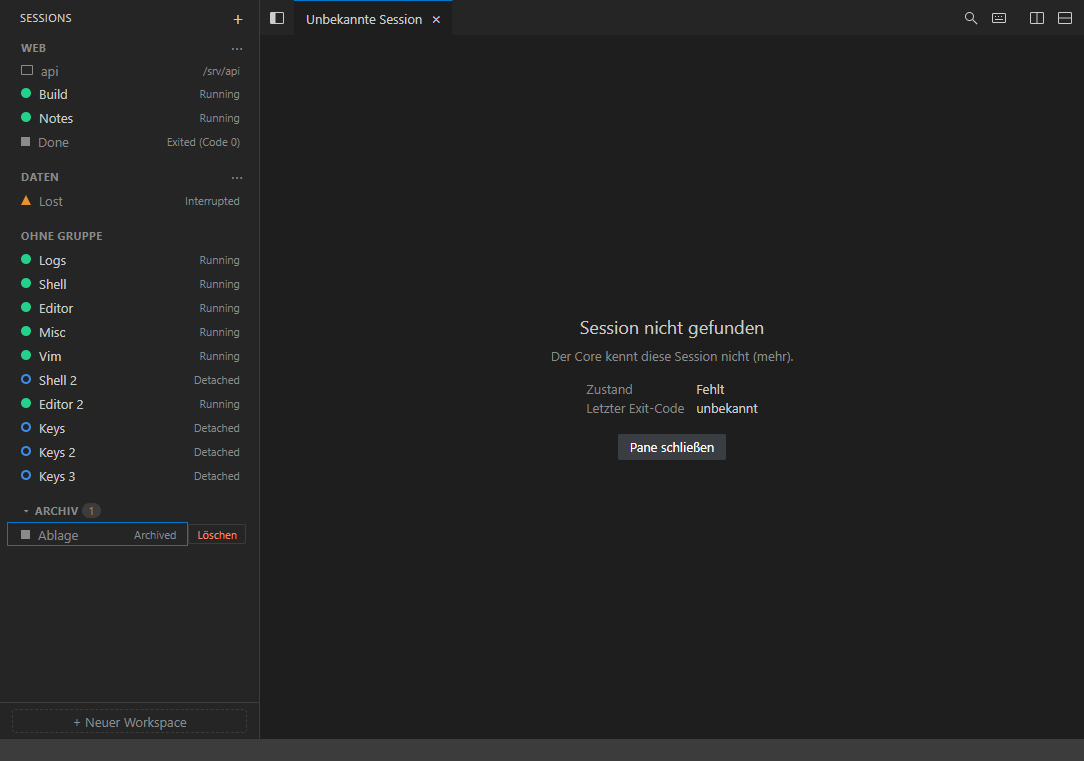 SESSIONS +
Unbekannte Session ×
WEB ...
api /srv/api
Build Running
Notes Running
Done Exited (Code 0)
DATEN ...
Lost Interrupted
OHNE GRUPPE
Logs Running
Shell Running
Editor Running
Misc Running
Vim Running
Shell 2 Detached
Editor 2 Running
Keys Detached
Keys 2 Detached
Keys 3 Detached
ARCHIV 1
Ablage Archived Löschen
+ Neuer Workspace
Session nicht gefunden
Der Core kennt diese Session nicht (mehr).
Zustand Fehlt
Letzter Exit-Code unbekannt
Pane schließen